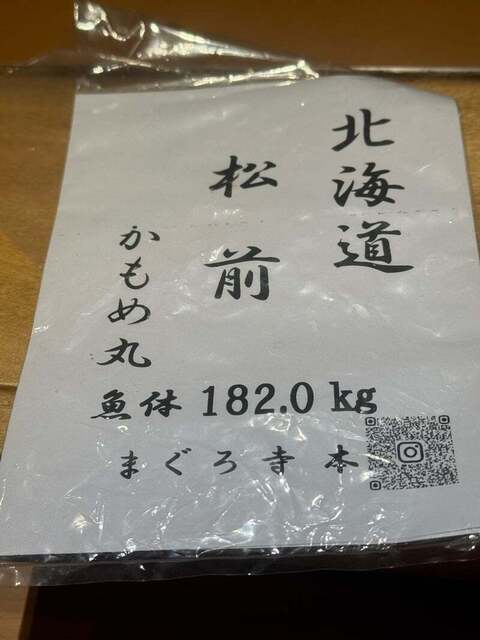 北海道
松前
かもめ丸
魚体 182.0 kg
まぐろ寺本